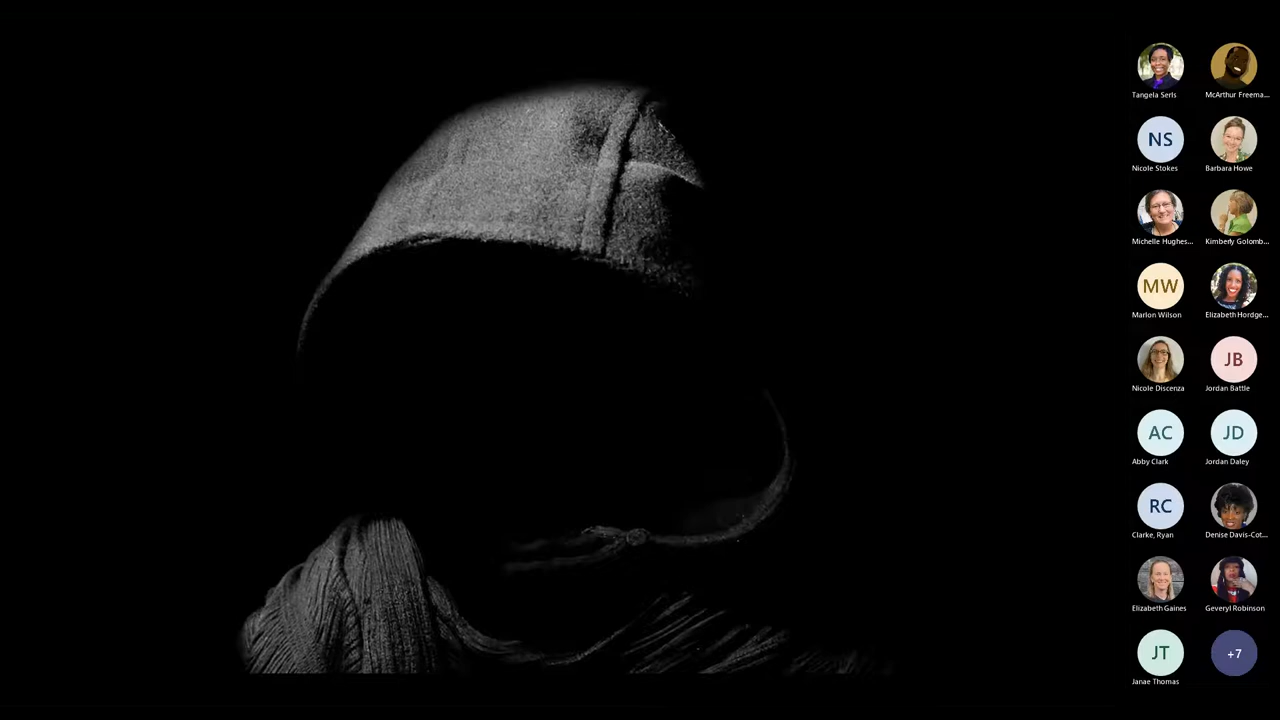 Tangela Serls
McArthur Freema...
NS
Nicole Stokes
Barbara Howe
Michelle Hughes...
Kimberly Golomb...
MW
Marlon Wilson
Elizabeth Hordge...
Nicole Discenza
JB
Jordan Battle
AC
Abby Clark
JD
Jordan Daley
RC
Clarke, Ryan
Denise Davis-Cot...
Elizabeth Gaines
Geveryl Robinson
JT
Janae Thomas
+7